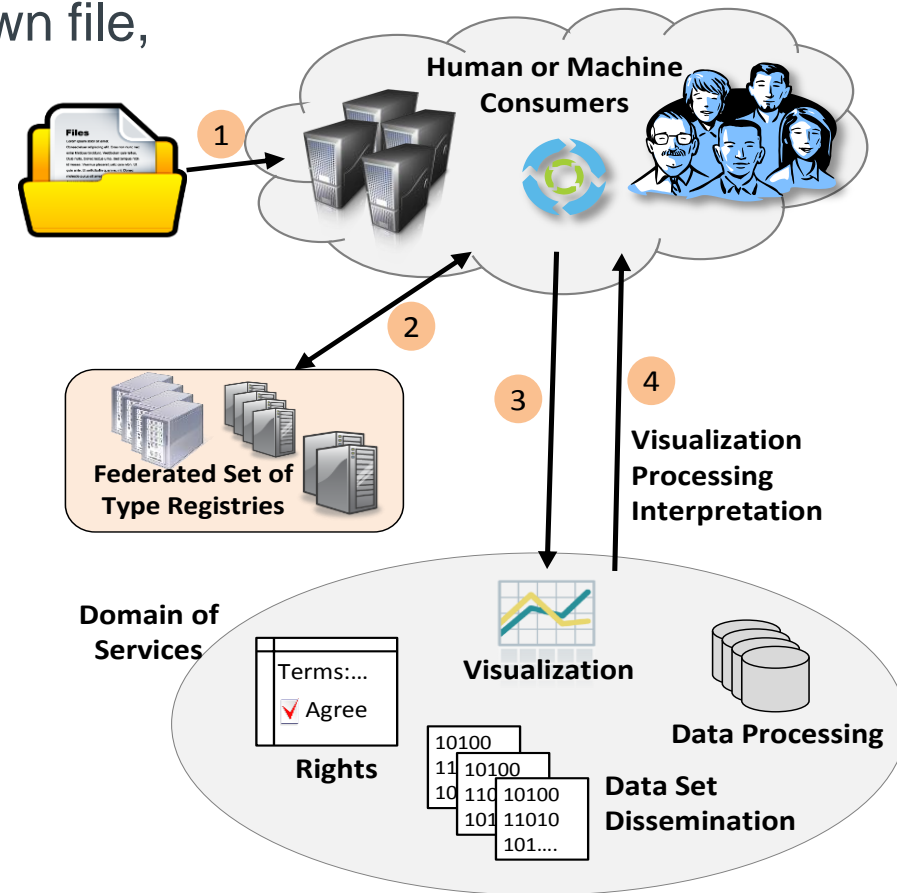 wn file,
Human or Machine
Consumers
Files
1
2
3
4
Federated Set of
Type Registries
Visualization
Processing
Interpretation
Domain of
Services
Terms:...
Agree
Rights
Visualization
Data Processing
10100
11
10
10100
110
101
10100
11010
101....
Data Set
Dissemination